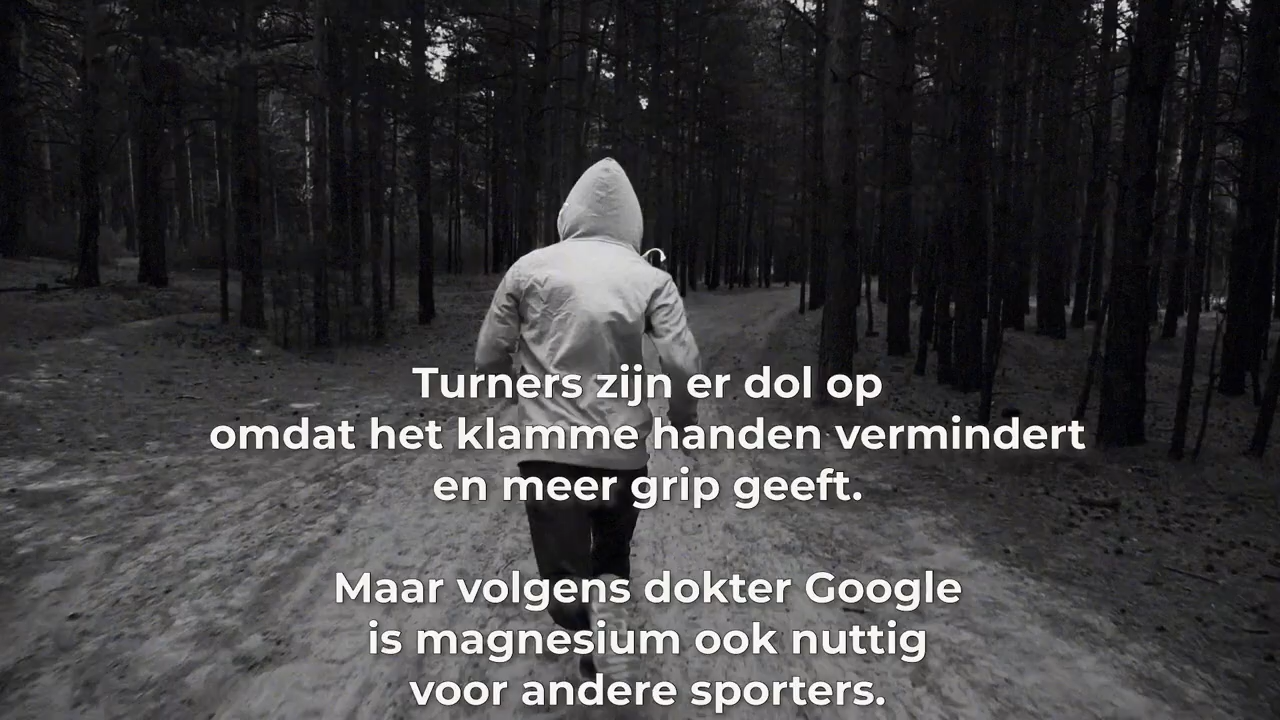 Turners zijn er dol op
omdat het klamme handen vermindert
en meer grip geeft.
Maar volgens dokter Google
is magnesium ook nuttig
voor andere sporters.